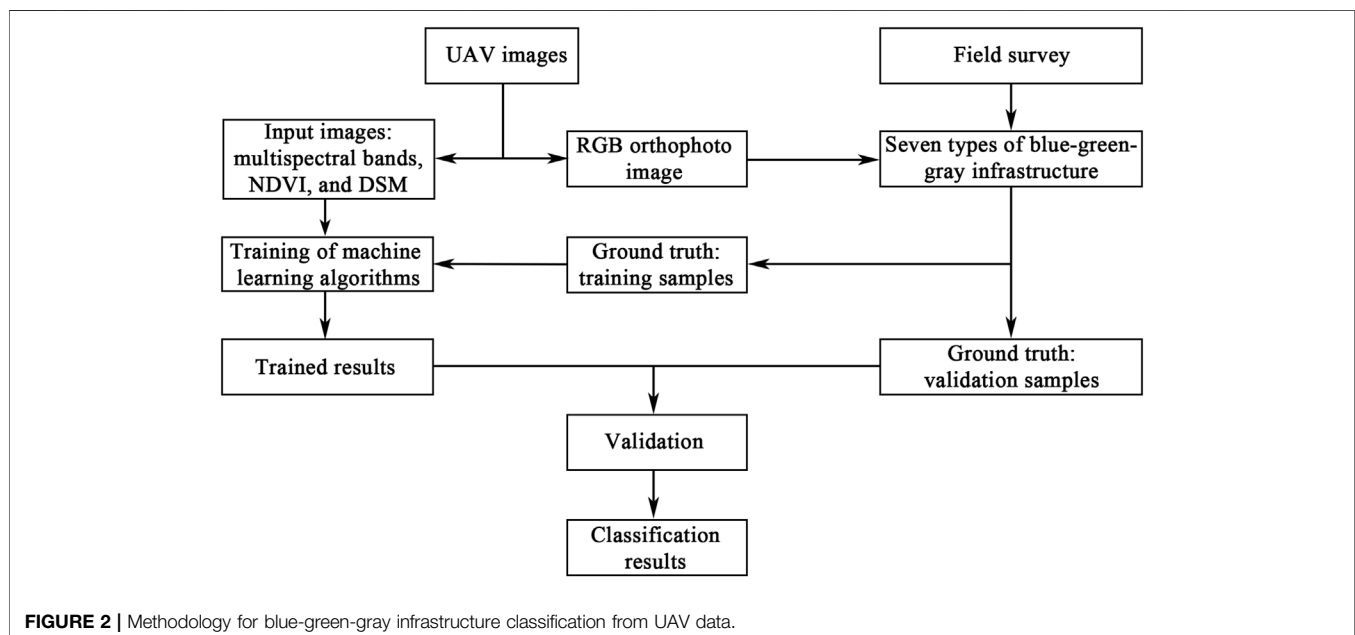 UAV images
Field survey
Input images:
multispectral bands,
NDVI, and DSM
RGB orthophoto
image
Seven types of blue-green-
gray infrastructure
Training of machine
learning algorithms
Ground truth:
training samples
Trained results
Ground truth:
validation samples
Validation
Classification
results
FIGURE 2 | Methodology for blue-green-gray infrastructure classification from UAV data.